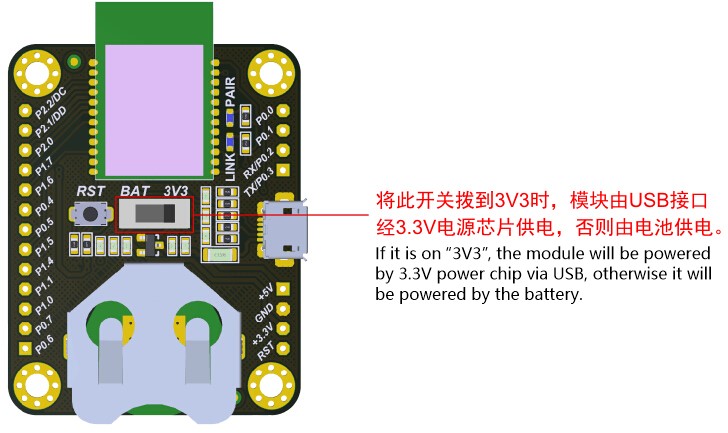 PAIR
LINK
P2.2/DC
P2.1/DD
P2.0
P1.7
P1.6
P0.4
P0.5
P1.5
P1.4
P1.1
P1.0
P0.7
P0.6
P0.0
P0.1
RX/P0.2
TX/P0.3
RST BAT 3V3
+5V
GND
+3.3V
RST
将此开关拨到3V3时，模块由USB接口
经3.3V电源芯片供电，否则由电池供电。
If it is on “3V3”, the module will be powered
by 3.3V power chip via USB, otherwise it will
be powered by the battery.